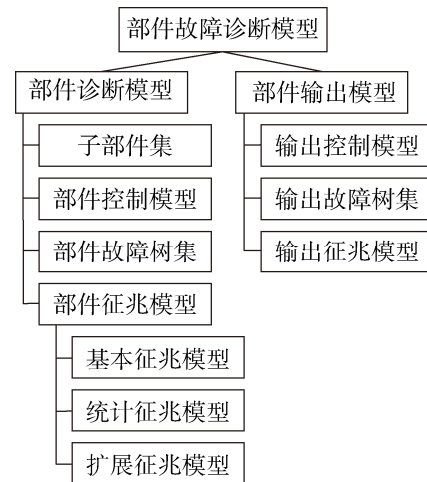 部件故障诊断模型
部件诊断模型
部件输出模型
子部件集
输出控制模型
部件控制模型
输出故障树集
部件故障树集
输出征兆模型
部件征兆模型
基本征兆模型
统计征兆模型
扩展征兆模型